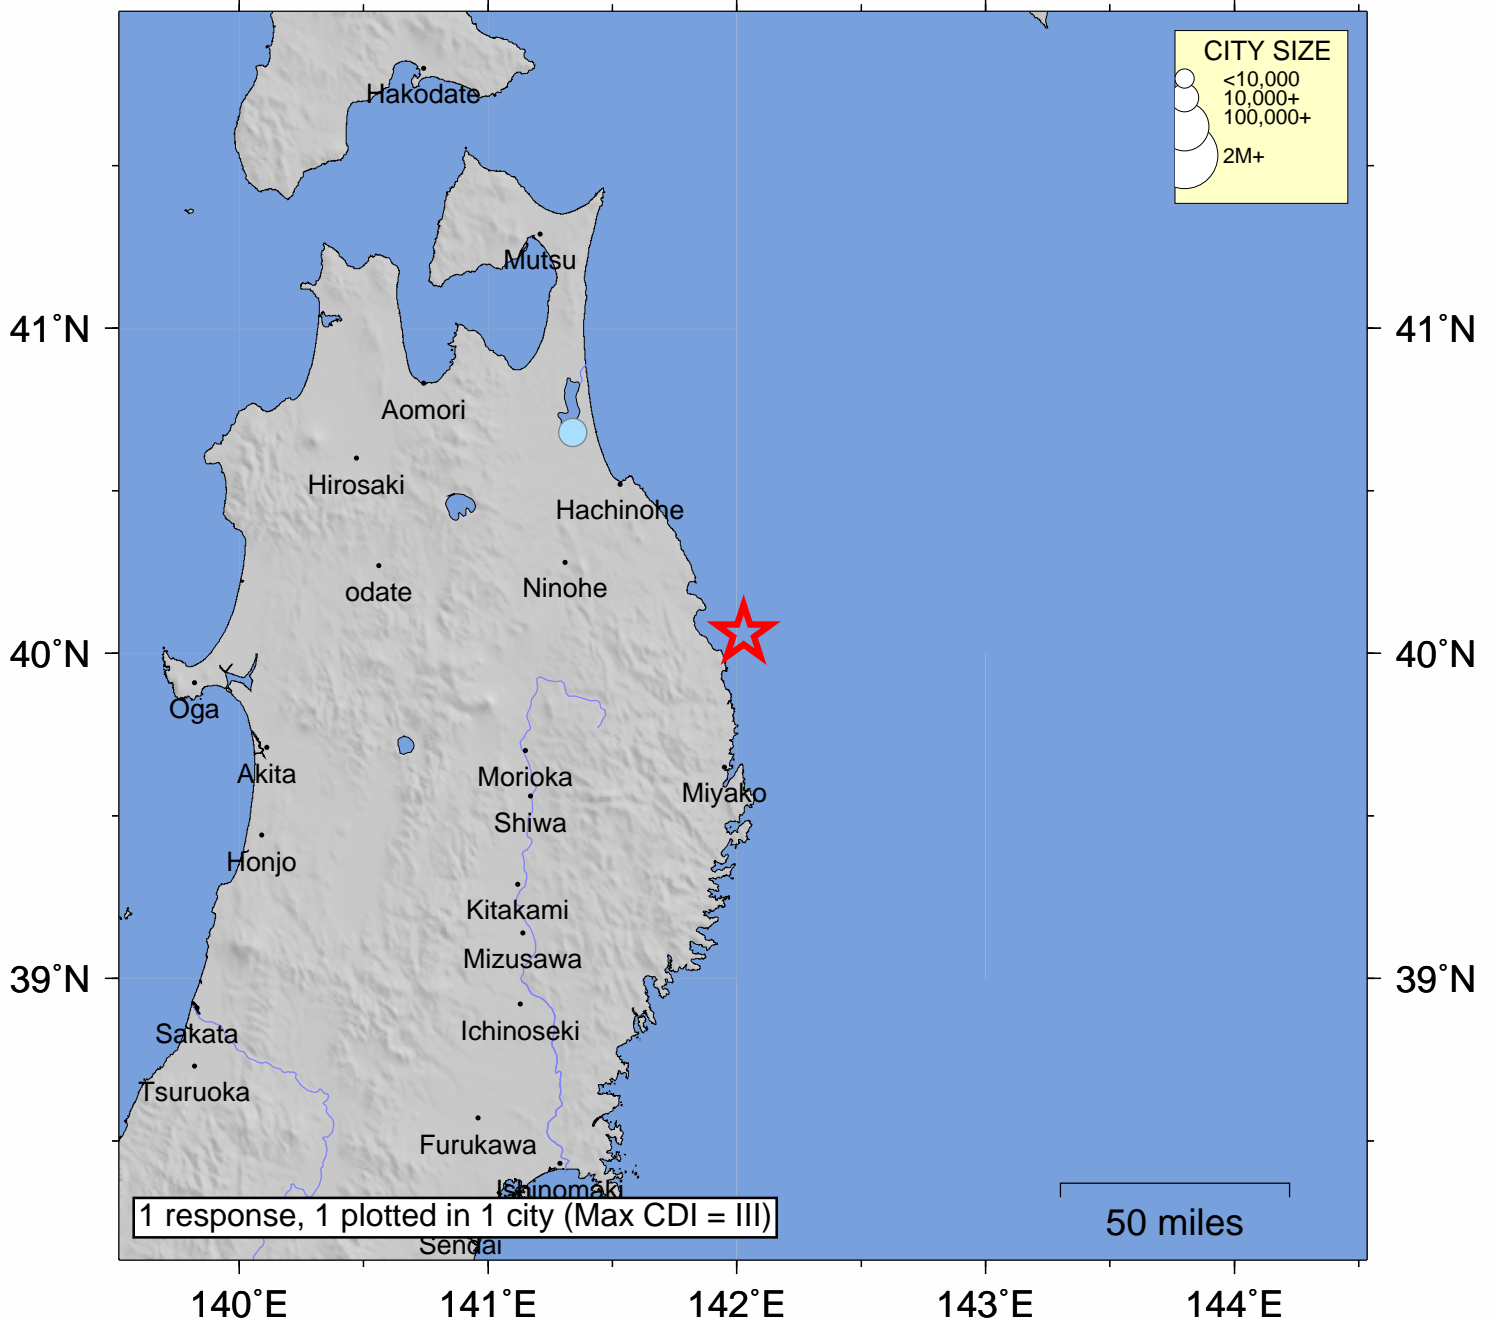 CITY SIZE
<10,000
10,000+
100,000+
2M+
Hakodate
Mutsu
41˚N
41˚N
Aomori
Hirosaki
Hachinohe
odate
Ninohe
40˚N
40˚N
Oga
Akita
Morioka
Miyako
Shiwa
Honjo
Kitakami
Mizusawa
39˚N
39˚N
Sakata
Ichinoseki
Tsuruoka
Furukawa
Ishinomaki
1 response, 1 plotted in 1 city (Max CDI = III)
50 miles
Sendai
140˚E
141˚E
142˚E
143˚E
144˚E